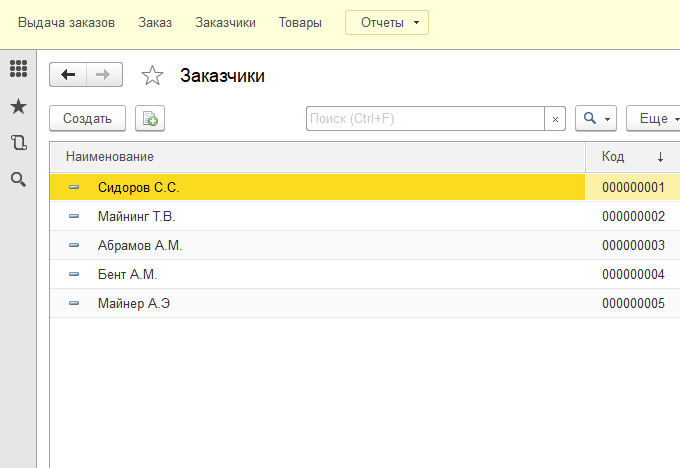 Выдача заказов Заказ Заказчики Товары Отчеты
Заказчики
Создать Поиск (Ctrl+F) × Еще
Наименование Код ↓
Сидоров С.С. 000000001
Майнинг Т.В. 000000002
Абрамов А.М. 000000003
Бент А.М. 000000004
Майнер А.Э 000000005